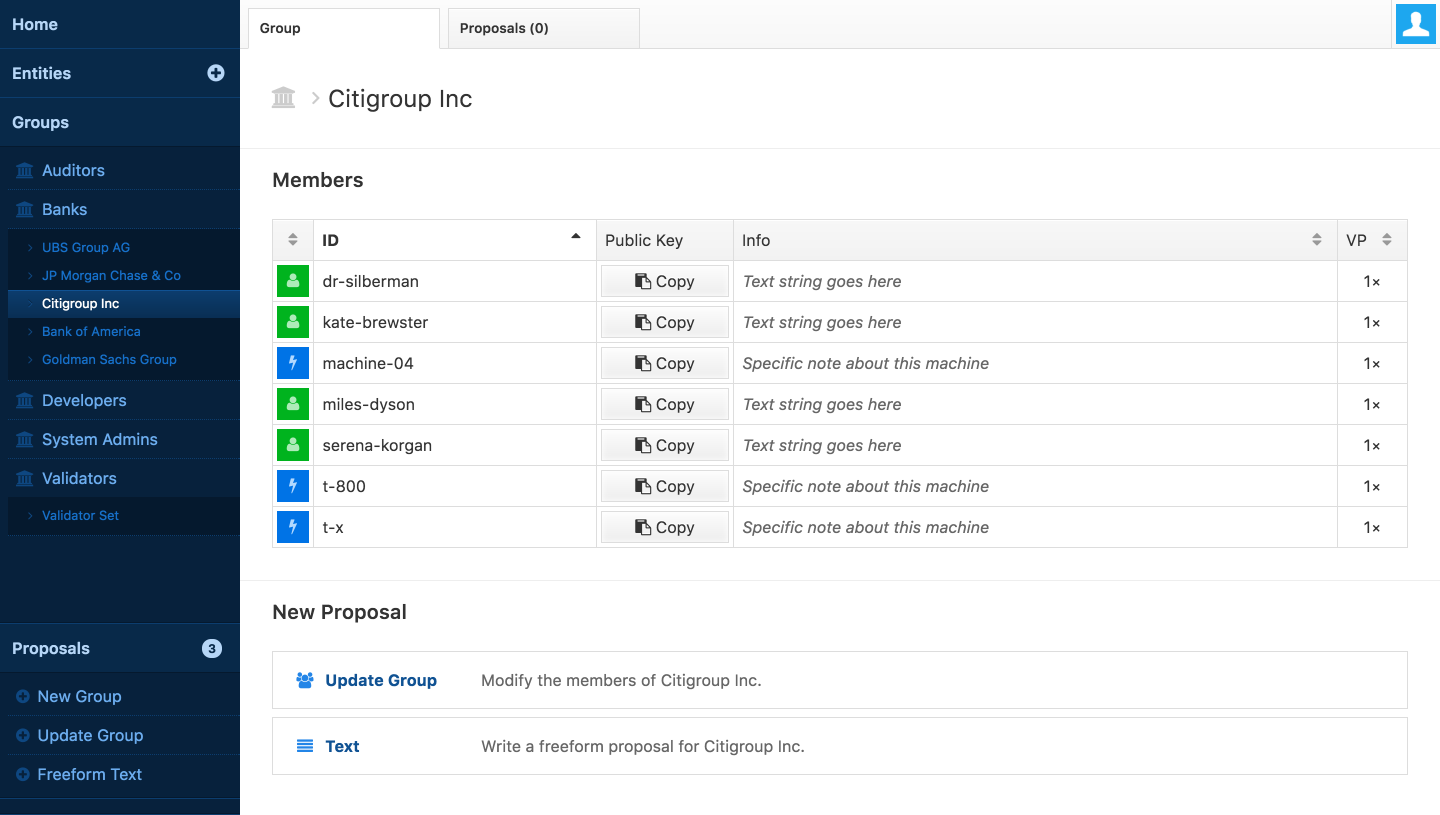 Home
Entities
Groups
Auditors
Banks
UBS Group AG
JP Morgan Chase & Co
Citigroup Inc
Bank of America
Goldman Sachs Group
Developers
System Admins
Validators
Validator Set
Proposals 3
New Group
Update Group
Freeform Text
Group Proposals (0)
Citigroup Inc
Members
ID Public Key Info VP
dr-silberman Copy Text string goes here 1×
kate-brewster Copy Text string goes here 1×
machine-04 Copy Specific note about this machine 1×
miles-dyson Copy Text string goes here 1×
serena-korgan Copy Text string goes here 1×
t-800 Copy Specific note about this machine 1×
t-x Copy Specific note about this machine 1×
New Proposal
Update Group Modify the members of Citigroup Inc.
Text Write a freeform proposal for Citigroup Inc.